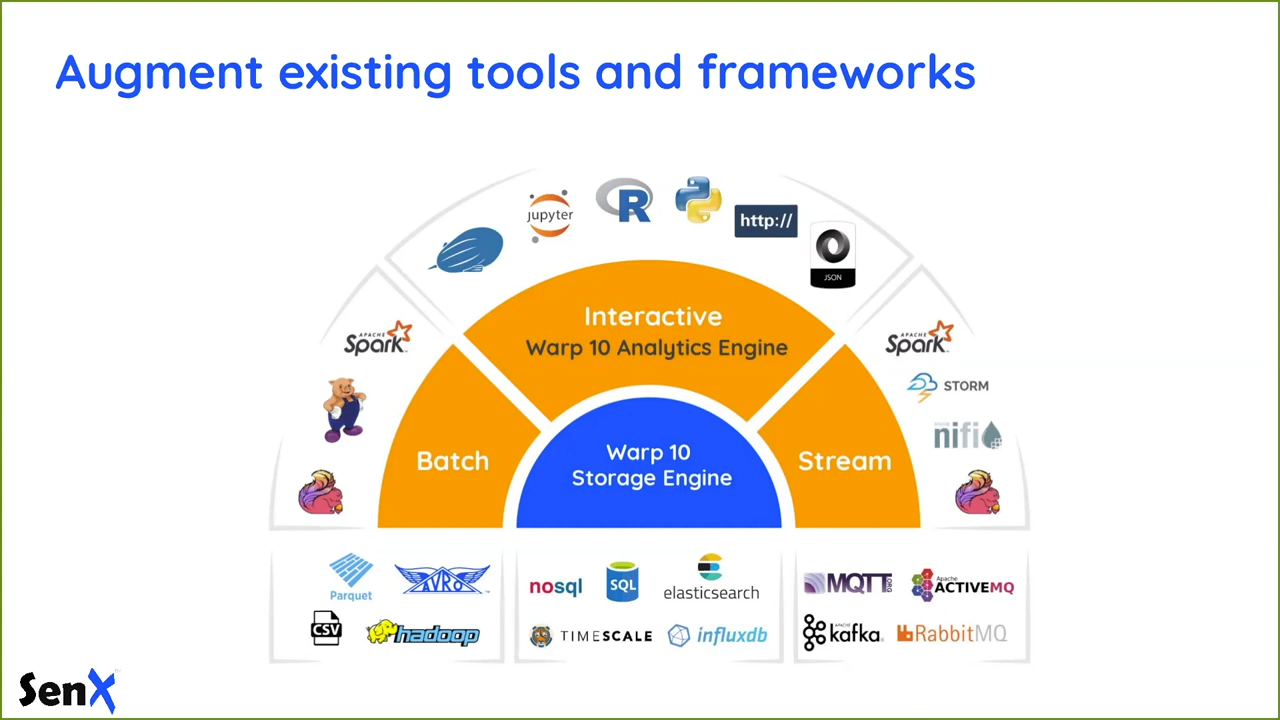 Augment existing tools and frameworks
jupyter
R
http://
JSON
Interactive
Warp 10 Analytics Engine
APACHE
Spark
APACHE
Spark
STORM
nifi
Batch
Warp 10
Storage Engine
Stream
Parquet
AVRO
CSV
hadoop
nosql
SQL
elasticsearch
TIMESCALE
influxdb
MQTT.ORG
Apache
ACTIVEMQ
APACHE
kafka
RabbitMQ
SenX